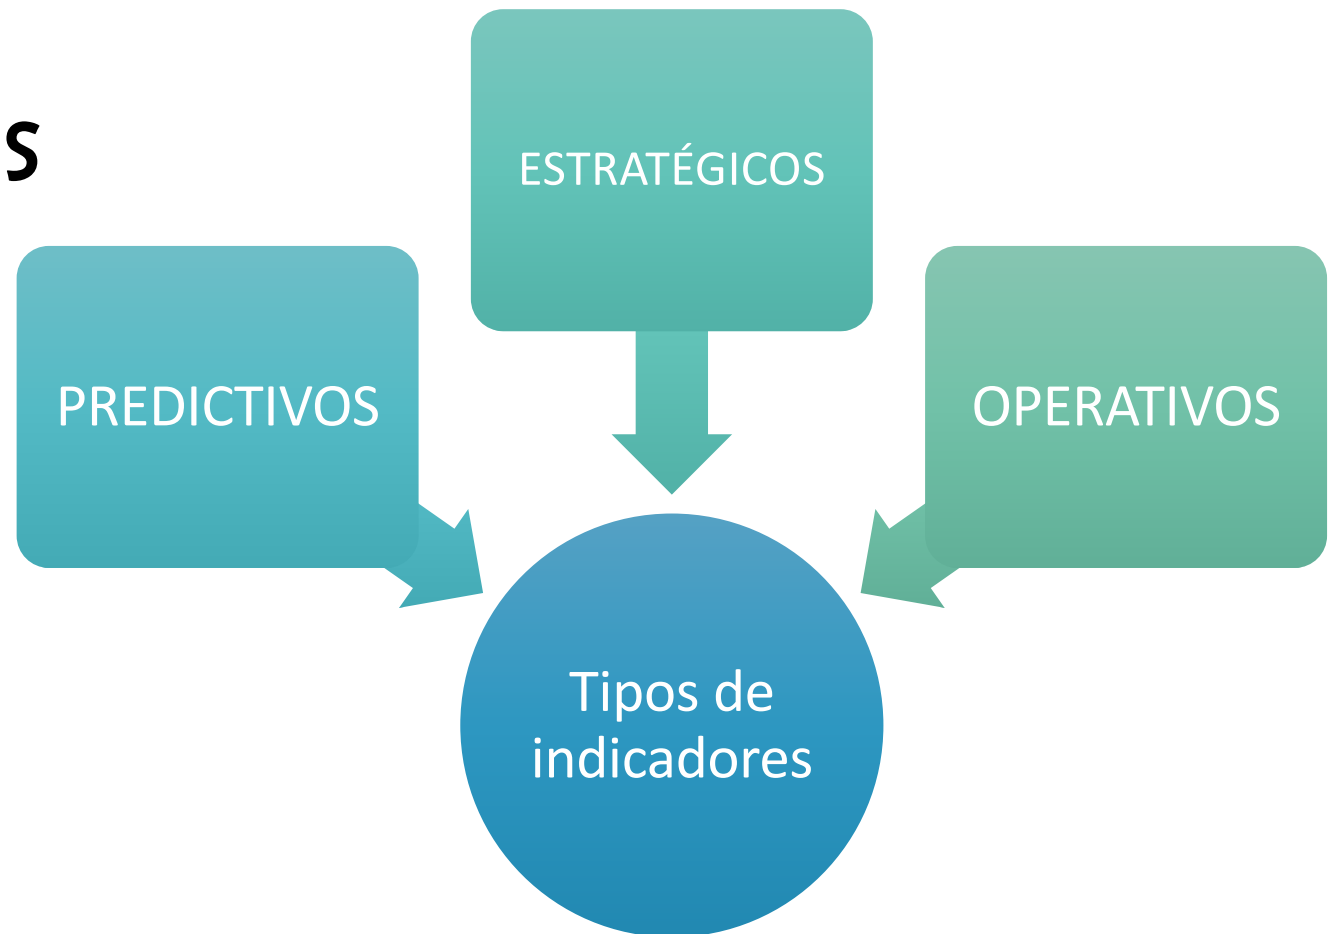 s
ESTRATÉGICOS
PREDICTIVOS
OPERATIVOS
Tipos de
indicadores